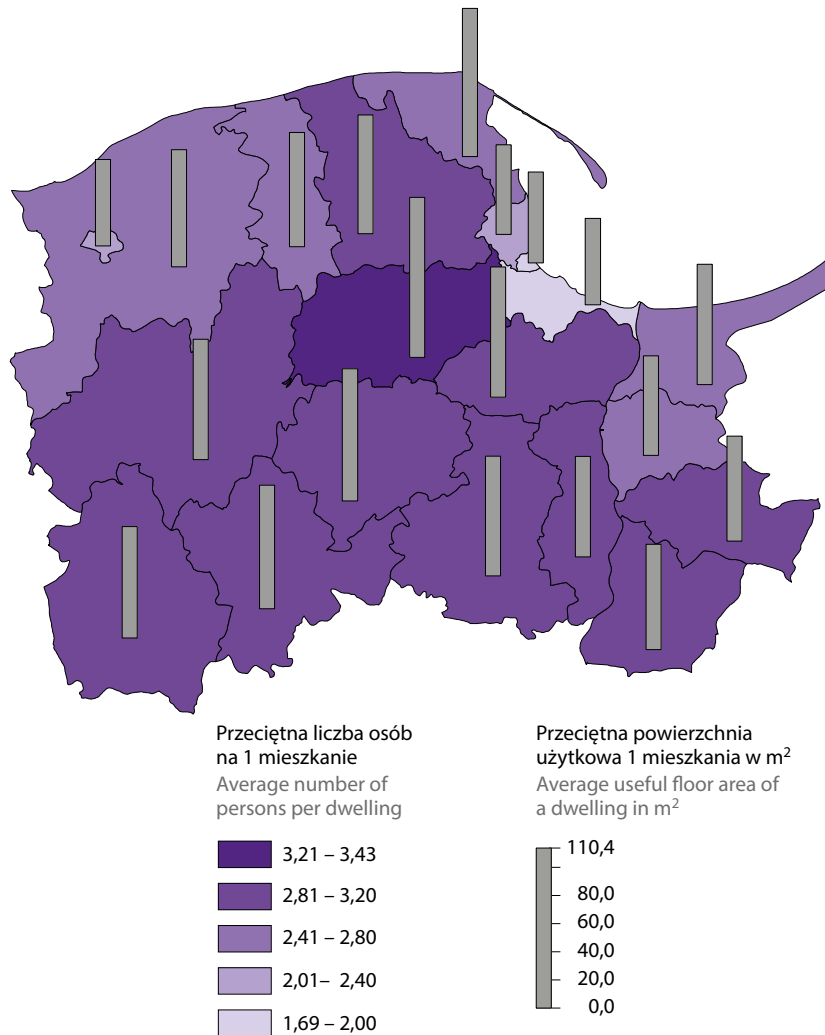 Przeciętna liczba osób
na 1 mieszkanie
Average number of
persons per dwelling
3,21 – 3,43
2,81 – 3,20
2,41 – 2,80
2,01– 2,40
1,69 – 2,00
Przeciętna powierzchnia
użytkowa 1 mieszkania w m²
Average useful floor area of
a dwelling in m²
110,4
80,0
60,0
40,0
20,0
0,0